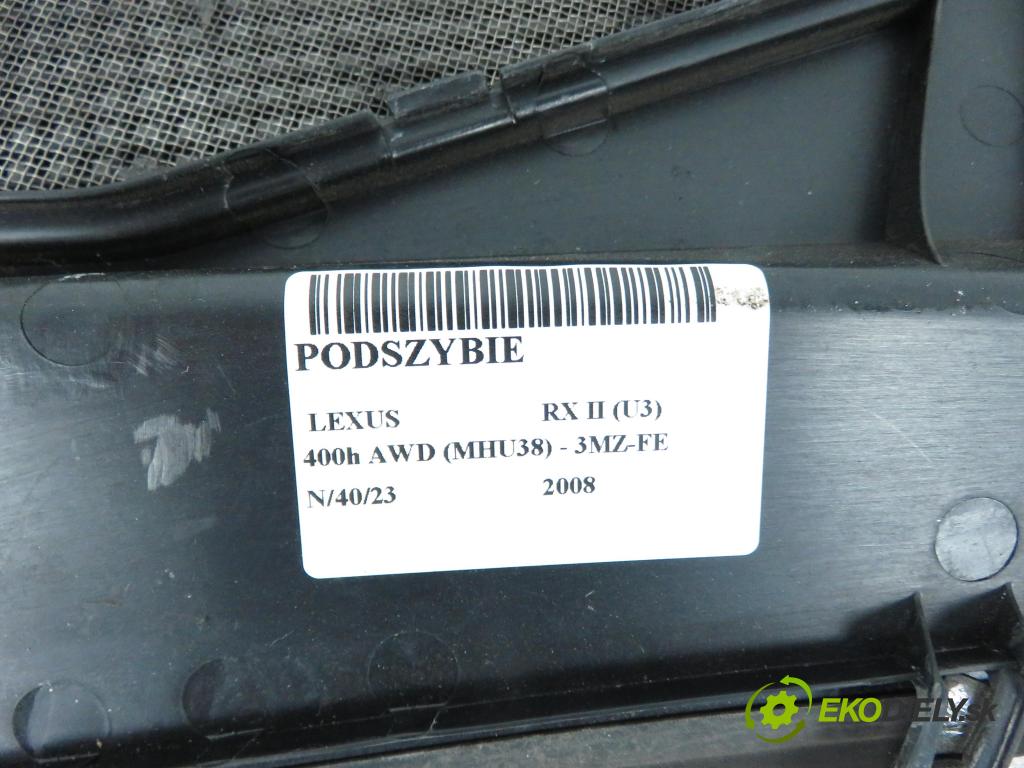 PODSZYBIE
LEXUS RX II (U3)
400h AWD (MHU38) - 3MZ-FE
N/40/23 2008
EKODIELY.sk